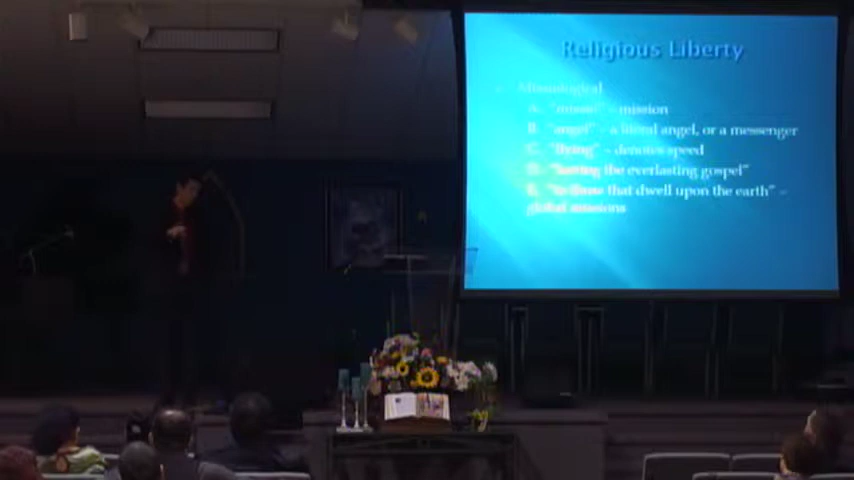 Religious Liberty
Missiological
A. "missio" – mission
B. "angel" – a literal angel, or a messenger
C. "flying" – denotes speed
D. "having the everlasting gospel"
E. "to those that dwell upon the earth" –
global missions